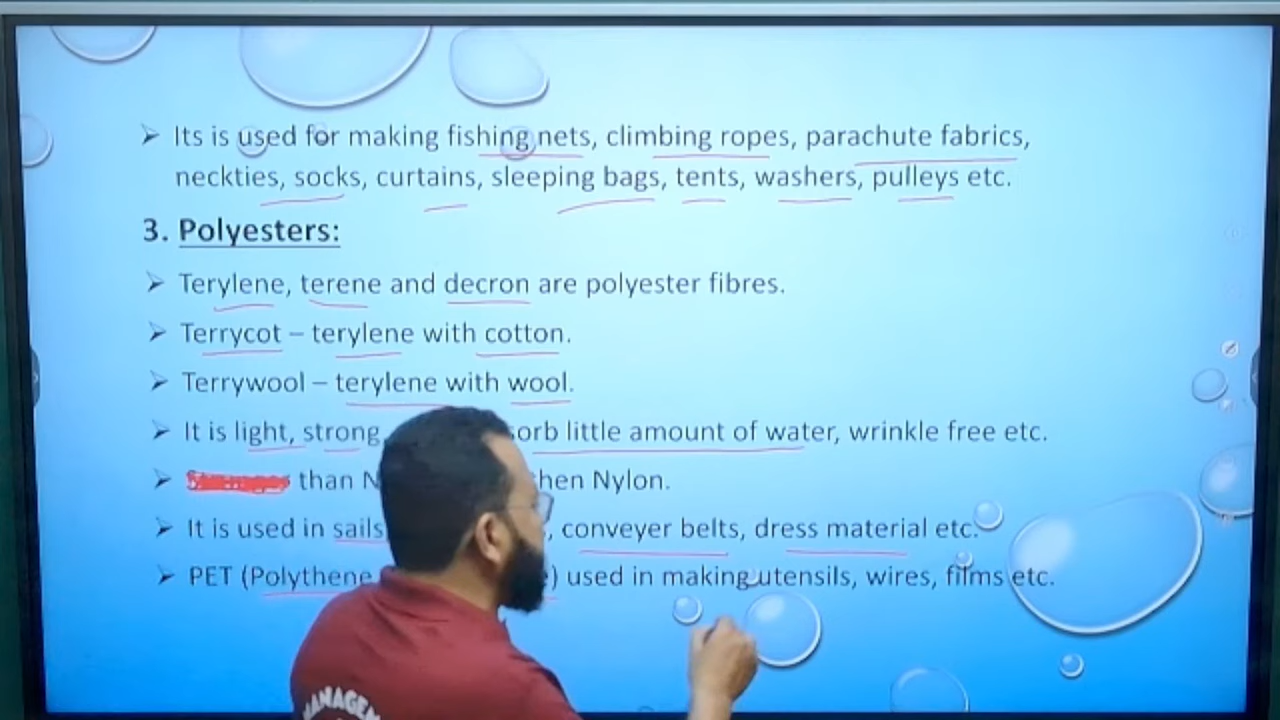 ➢ Its is used for making fishing nets, climbing ropes, parachute fabrics,
neckties, socks, curtains, sleeping bags, tents, washers, pulleys etc.
3. Polyesters:
➢ Terylene, terene and decron are polyester fibres.
➢ Terrycot – terylene with cotton.
➢ Terrywool – terylene with wool.
➢ It is light, strong sorb little amount of water, wrinkle free etc.
➢ than N hen Nylon.
➢ It is used in sails , conveyer belts, dress material etc.
➢ PET (Polythene ) used in making utensils, wires, films etc.
MANAGEM